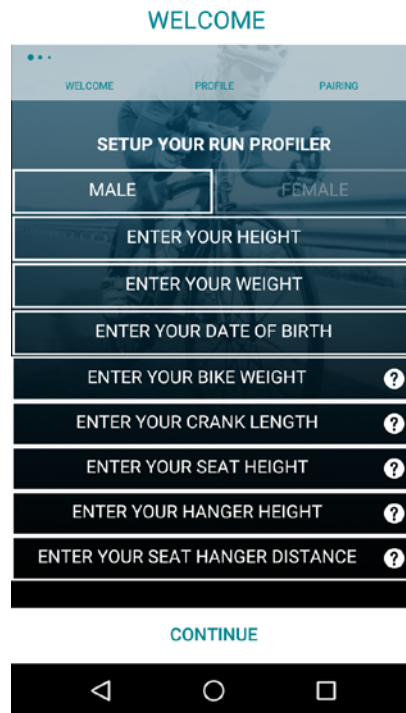 WELCOME
WELCOME PROFILE PAIRING
SETUP YOUR RUN PROFILER
MALE FEMALE
ENTER YOUR HEIGHT
ENTER YOUR WEIGHT
ENTER YOUR DATE OF BIRTH
ENTER YOUR BIKE WEIGHT ?
ENTER YOUR CRANK LENGTH ?
ENTER YOUR SEAT HEIGHT ?
ENTER YOUR HANGER HEIGHT ?
ENTER YOUR SEAT HANGER DISTANCE ?
CONTINUE